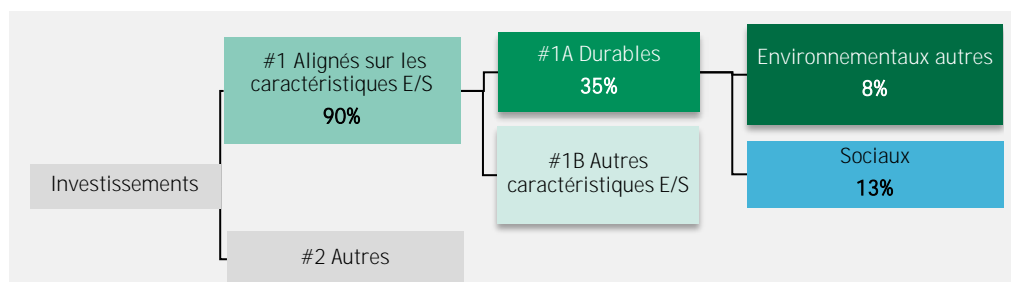 #1 Alignés sur les
caractéristiques E/S
90%
#1A Durables
35%
Environnementaux autres
8%
#1B Autres
caractéristiques E/S
Sociaux
13%
Investissements
#2 Autres